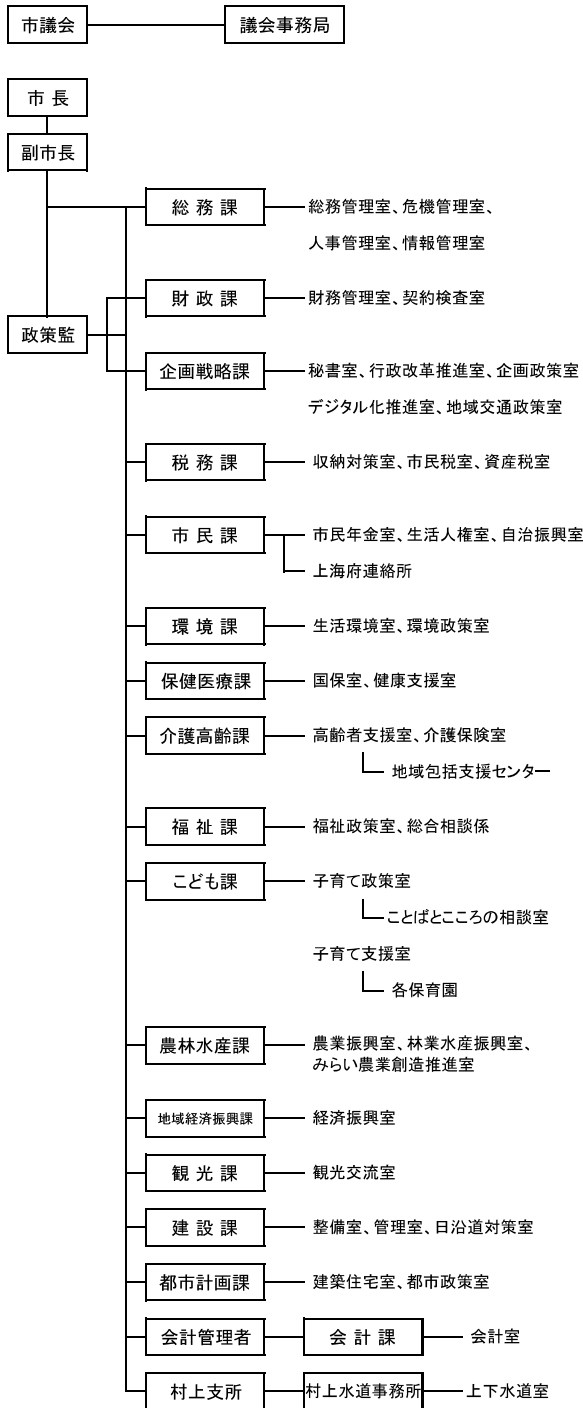 市議会 議会事務局
市 長
副市長
総 務 課 総務管理室、危機管理室、
人事管理室、情報管理室
財 政 課 財務管理室、契約検査室
政策監
企画戦略課 秘書室、行政改革推進室、企画政策室
デジタル化推進室、地域交通政策室
税 務 課 収納対策室、市民税室、資産税室
市 民 課 市民年金室、生活人権室、自治振興室
上海府連絡所
環 境 課 生活環境室、環境政策室
保健医療課 国保室、健康支援室
介護高齢課 高齢者支援室、介護保険室
地域包括支援センター
福 祉 課 福祉政策室、総合相談係
こども課 子育て政策室
ことばとこころの相談室
子育て支援室
各保育園
農林水産課 農業振興室、林業水産振興室、
みらい農業創造推進室
地域経済振興課 経済振興室
観 光 課 観光交流室
建 設 課 整備室、管理室、日沿道対策室
都市計画課 建築住宅室、都市政策室
会計管理者 会 計 課 会計室
村上支所 村上水道事務所 上下水道室